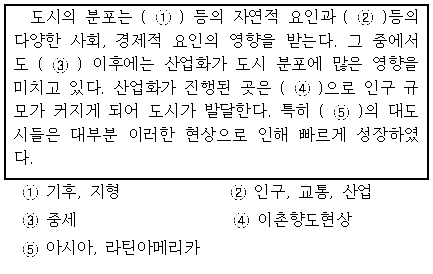 도시의 분포는 ( ① ) 등의 자연적 요인과 ( ② )등의
다양한 사회, 경제적 요인의 영향을 받는다. 그 중에서
도 ( ③ ) 이후에는 산업화가 도시 분포에 많은 영향을
미치고 있다. 산업화가 진행된 곳은 ( ④ )으로 인구 규
모가 커지게 되어 도시가 발달한다. 특히 ( ⑤ )의 대도
시들은 대부분 이러한 현상으로 인해 빠르게 성장하였
다.
① 기후, 지형 ② 인구, 교통, 산업
③ 중세 ④ 이촌향도현상
⑤ 아시아, 라틴아메리카